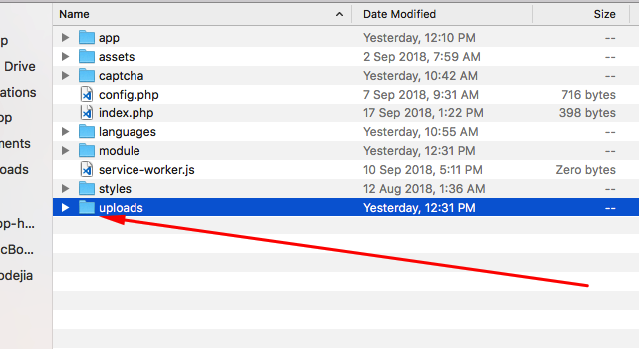 Name Date Modified Size
p app Yesterday, 12:10 PM --
Drive assets 2 Sep 2018, 7:59 AM --
ations captcha Yesterday, 10:42 AM --
config.php 7 Sep 2018, 9:31 AM 716 bytes
pp index.php 17 Sep 2018, 1:22 PM 398 bytes
ments languages Yesterday, 10:55 AM --
module Yesterday, 12:31 PM --
oads service-worker.js 10 Sep 2018, 5:11 PM Zero bytes
styles 12 Aug 2018, 1:36 AM --
uploads Yesterday, 12:31 PM --
op-h...
cBo...
odejia